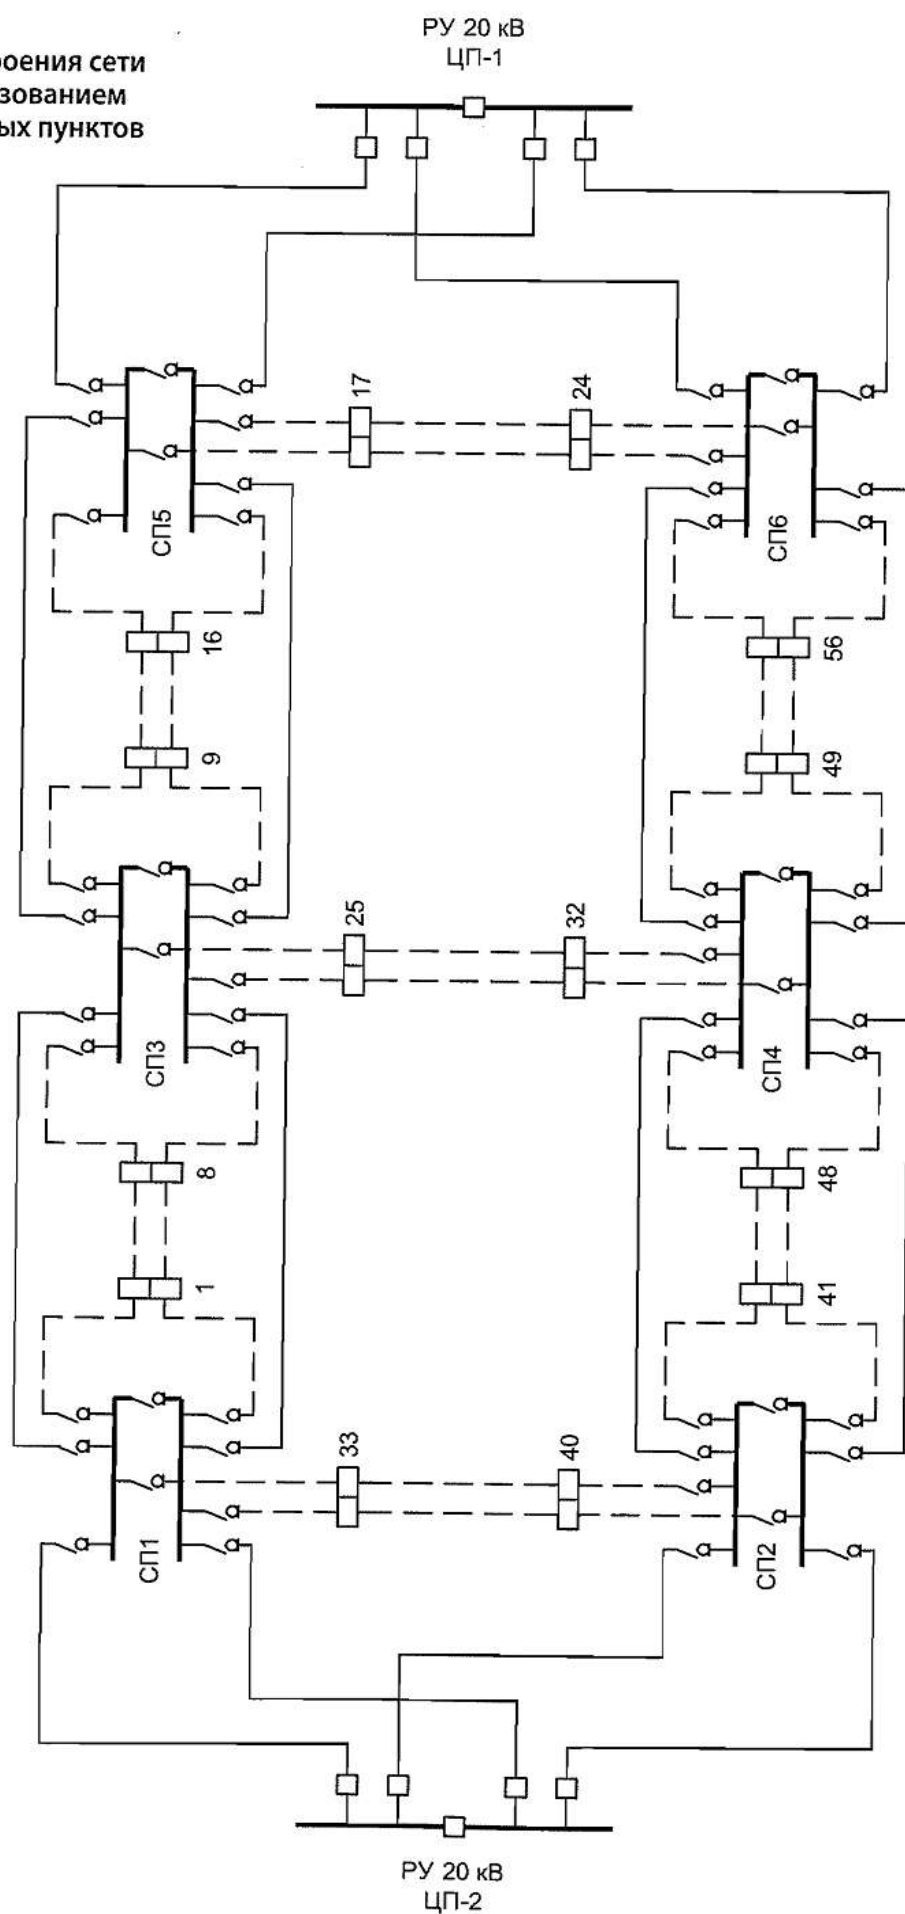 РУ 20 кВ
ЦП-1
оения сети
зованием
ых пунктов
17
24
СП5
СП6
16
56
9
49
25
32
СП3
СП4
8
48
1
41
33
40
СП1
СП2
РУ 20 кВ
ЦП-2